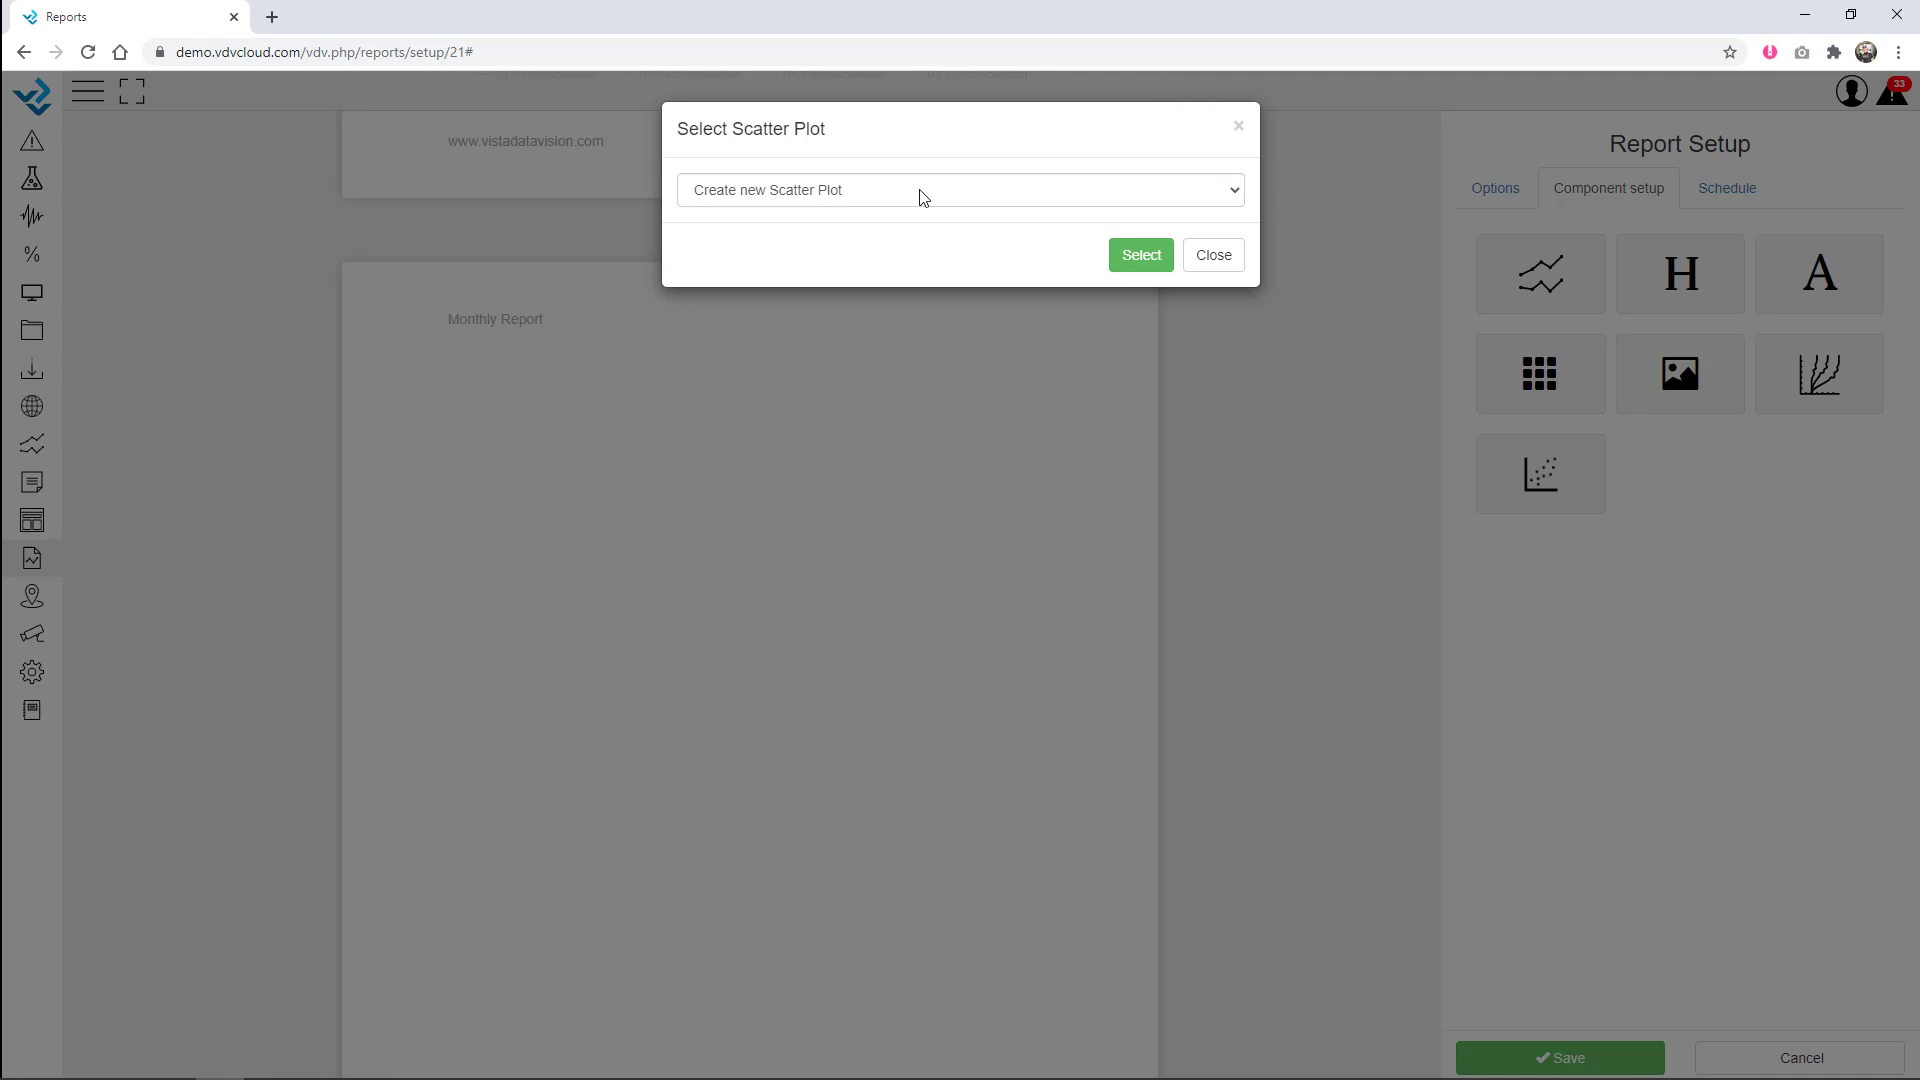 Reports
demo.vdvcloud.com/vdv.php/reports/setup/21#
33
www.vistadatavision.com
Select Scatter Plot
Create new Scatter Plot
Select
Close
Monthly Report
Report Setup
Options
Component setup
Schedule
H
A
%
Save
Cancel